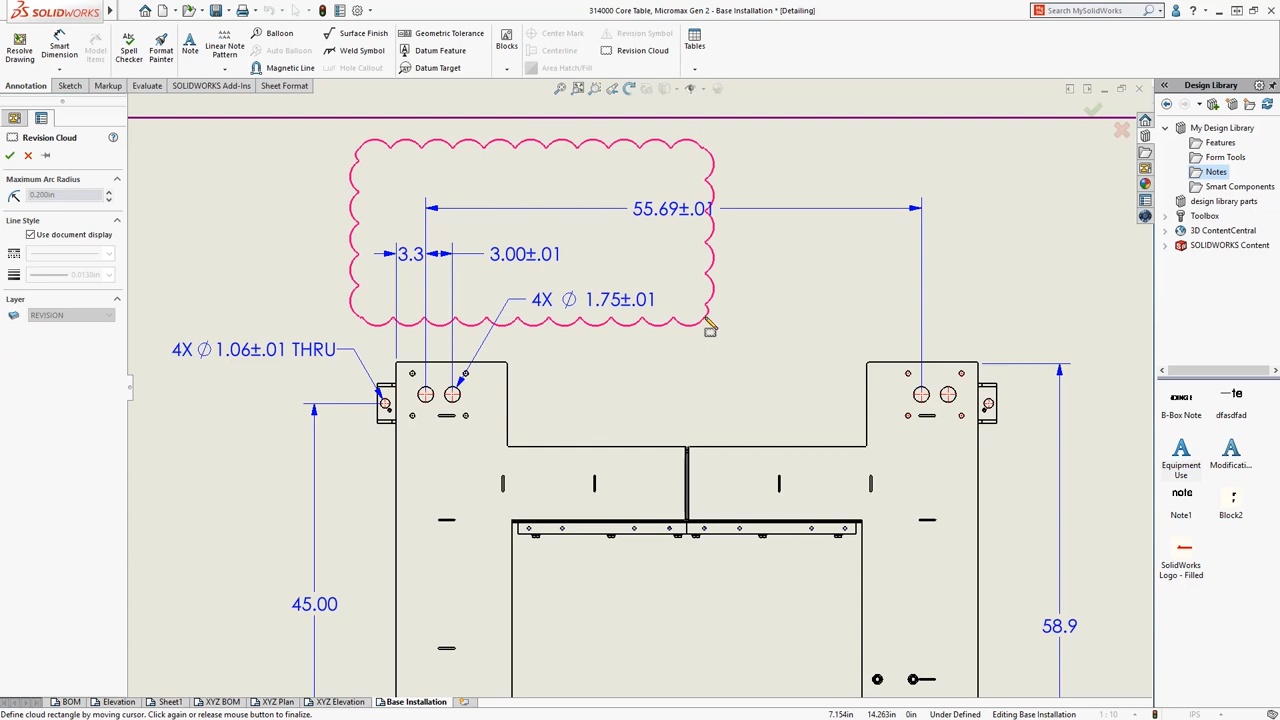 SOLIDWORKS
314000 Core Table, Micromax Gen 2 - Base Installation * [Detailing]
Search MySolidWorks
Resolve Drawing
Smart Dimension
Model Items
Spell Checker
Format Painter
Note
Linear Note Pattern
Balloon
Auto Balloon
Magnetic Line
Surface Finish
Weld Symbol
Hole Callout
Geometric Tolerance
Datum Feature
Datum Target
Blocks
Center Mark
Centerline
Area Hatch/Fill
Revision Symbol
Revision Cloud
Tables
Annotation
Sketch
Markup
Evaluate
SOLIDWORKS Add-Ins
Sheet Format
Design Library
Revision Cloud
Maximum Arc Radius
0.200in
Line Style
Use document display
0.0138in
Layer
REVISION
55.69±.01
3.3
3.00±.01
4X Ø 1.75±.01
4X Ø 1.06±.01 THRU
45.00
58.9
My Design Library
Features
Form Tools
Notes
Smart Components
design library parts
Toolbox
3D ContentCentral
SOLIDWORKS Content
B-Box Note
dfasdfad
Equipment Use
Modificati...
note
Note1
Block2
SolidWorks Logo - Filled
BOM
Elevation
Sheet1
XYZ BOM
XYZ Plan
XYZ Elevation
Base Installation
Define cloud rectangle by moving cursor. Click again or release mouse button to finalize.
7.154in
14.263in
0in
Under Defined
Editing Base Installation
1 : 10
IPS